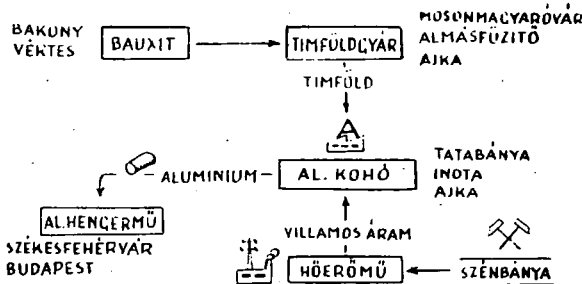 BAKONY
VÉRTES
BAUXIT
TIMFÖLDGYÁR
MOSONMAGYARÓVÁR
ALMÁSFÜZITŐ
AJKA
TIMFÖLD
ALUMINIUM
AL. KOHÓ
TATABÁNYA
INOTA
AJKA
AL. HENGERMŰ
SZÉKESFEHÉRVÁR
BUDAPEST
VILLAMOS ÁRAM
HŐERŐMŰ
SZÉNBÁNYA